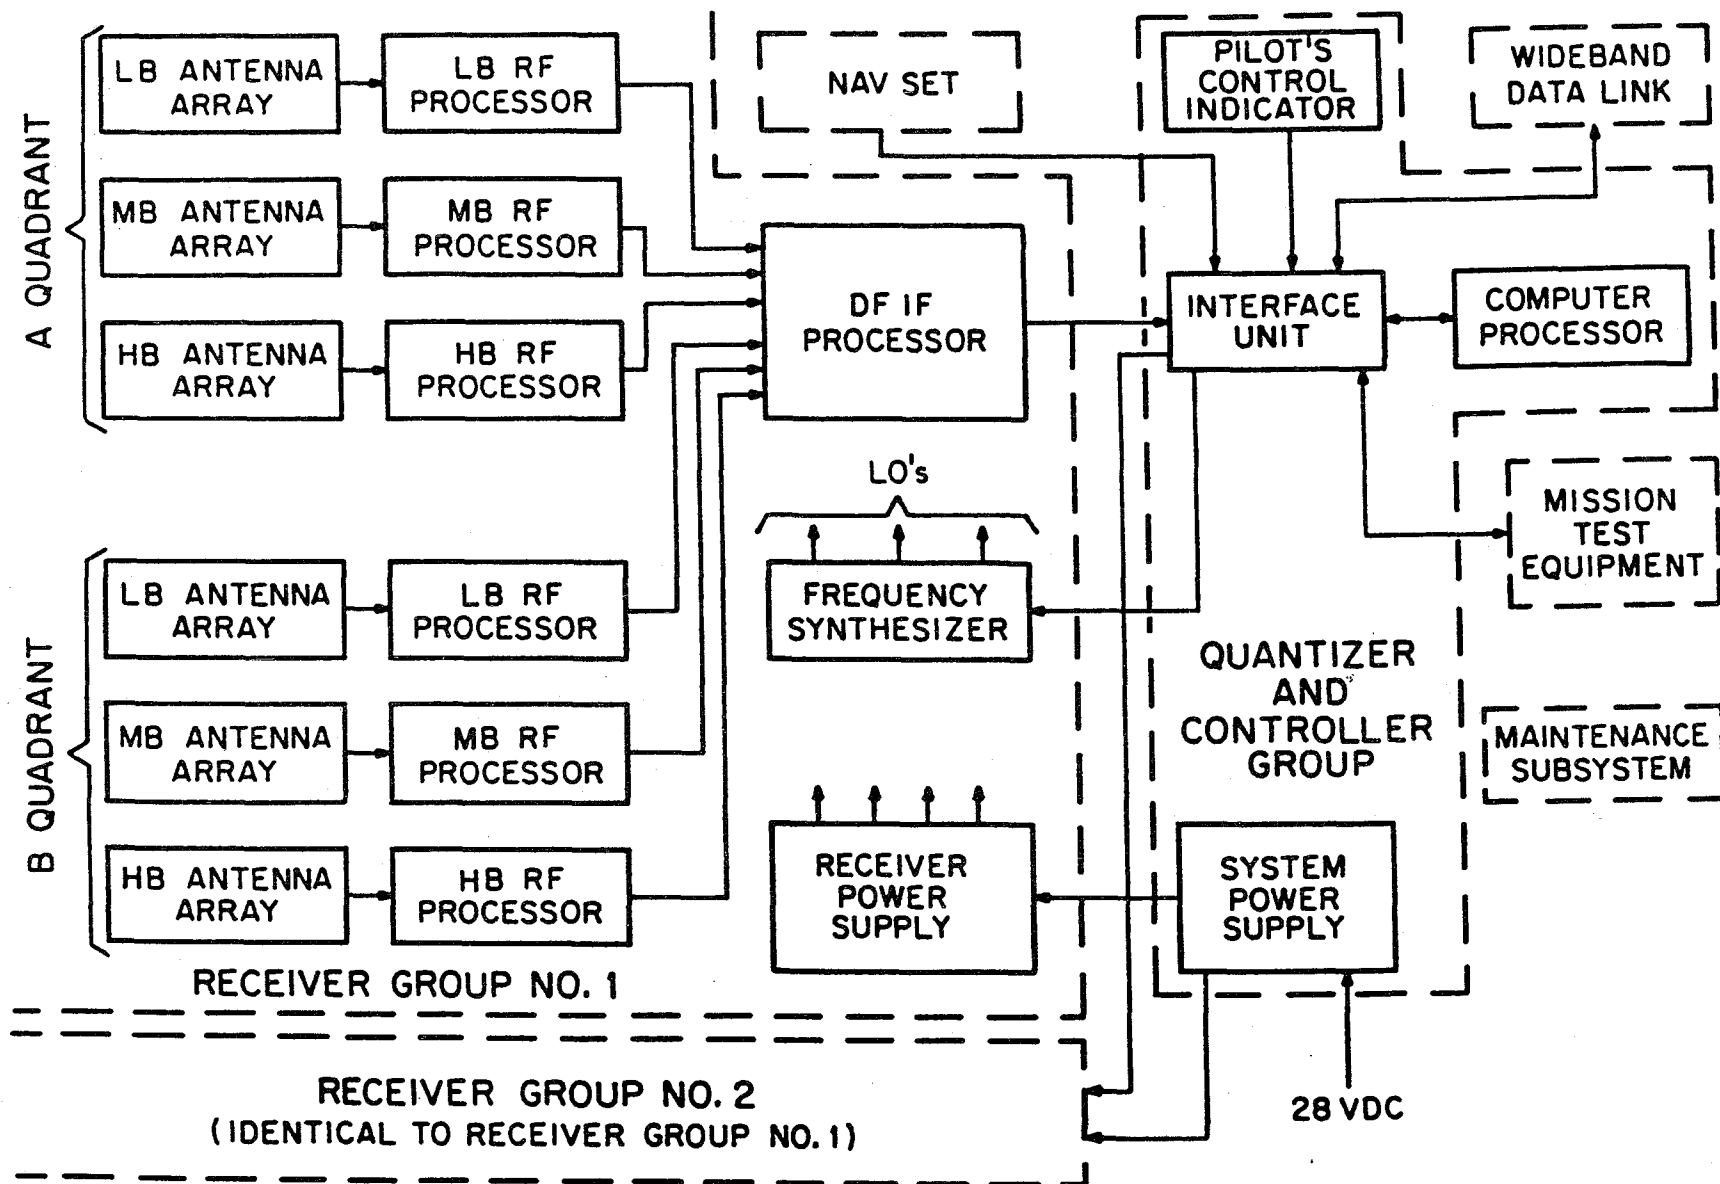 A QUADRANT
LB ANTENNA
ARRAY
LB RF
PROCESSOR
MB ANTENNA
ARRAY
MB RF
PROCESSOR
HB ANTENNA
ARRAY
HB RF
PROCESSOR
B QUADRANT
LB ANTENNA
ARRAY
LB RF
PROCESSOR
MB ANTENNA
ARRAY
MB RF
PROCESSOR
HB ANTENNA
ARRAY
HB RF
PROCESSOR
RECEIVER GROUP NO. 1
NAV SET
DF IF
PROCESSOR
LO's
FREQUENCY
SYNTHESIZER
RECEIVER
POWER
SUPPLY
PILOT'S
CONTROL
INDICATOR
WIDEBAND
DATA LINK
INTERFACE
UNIT
COMPUTER
PROCESSOR
MISSION
TEST
EQUIPMENT
QUANTIZER
AND
CONTROLLER
GROUP
MAINTENANCE
SUBSYSTEM
SYSTEM
POWER
SUPPLY
28 VDC
RECEIVER GROUP NO. 2
(IDENTICAL TO RECEIVER GROUP NO. 1)